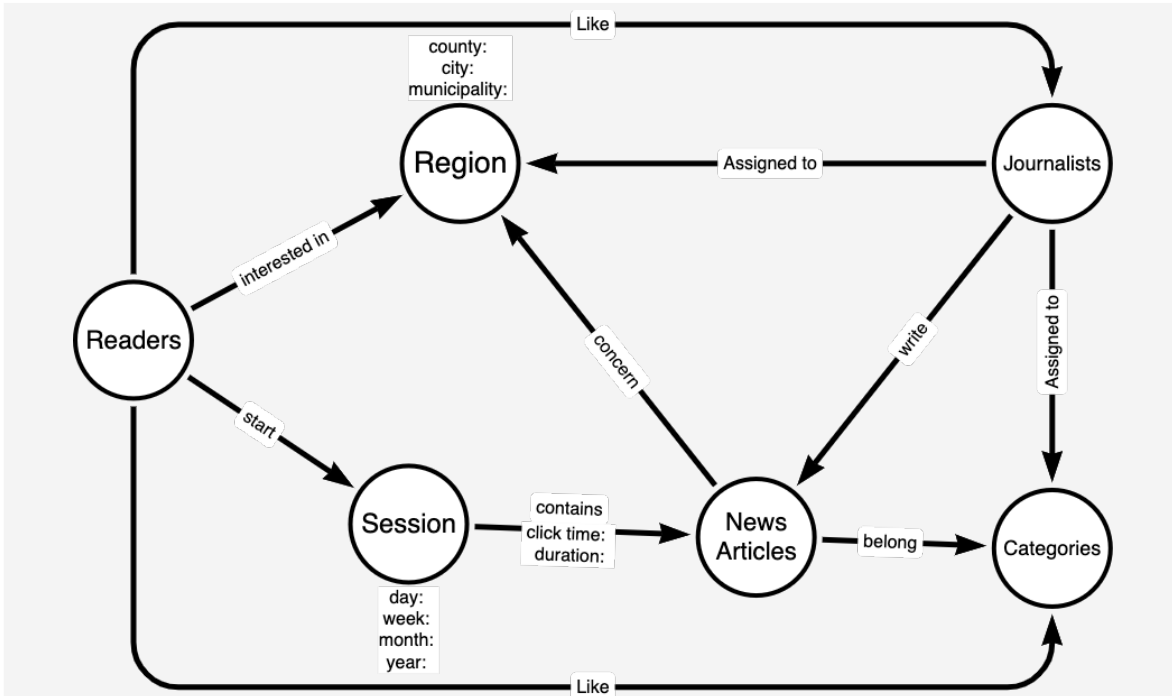 Like
county:
city:
municipality:
Region
Assigned to
Journalists
interested in
Readers
concern
write
Assigned to
start
Session
contains
click time:
duration:
News
Articles
belong
Categories
day:
week:
month:
year:
Like